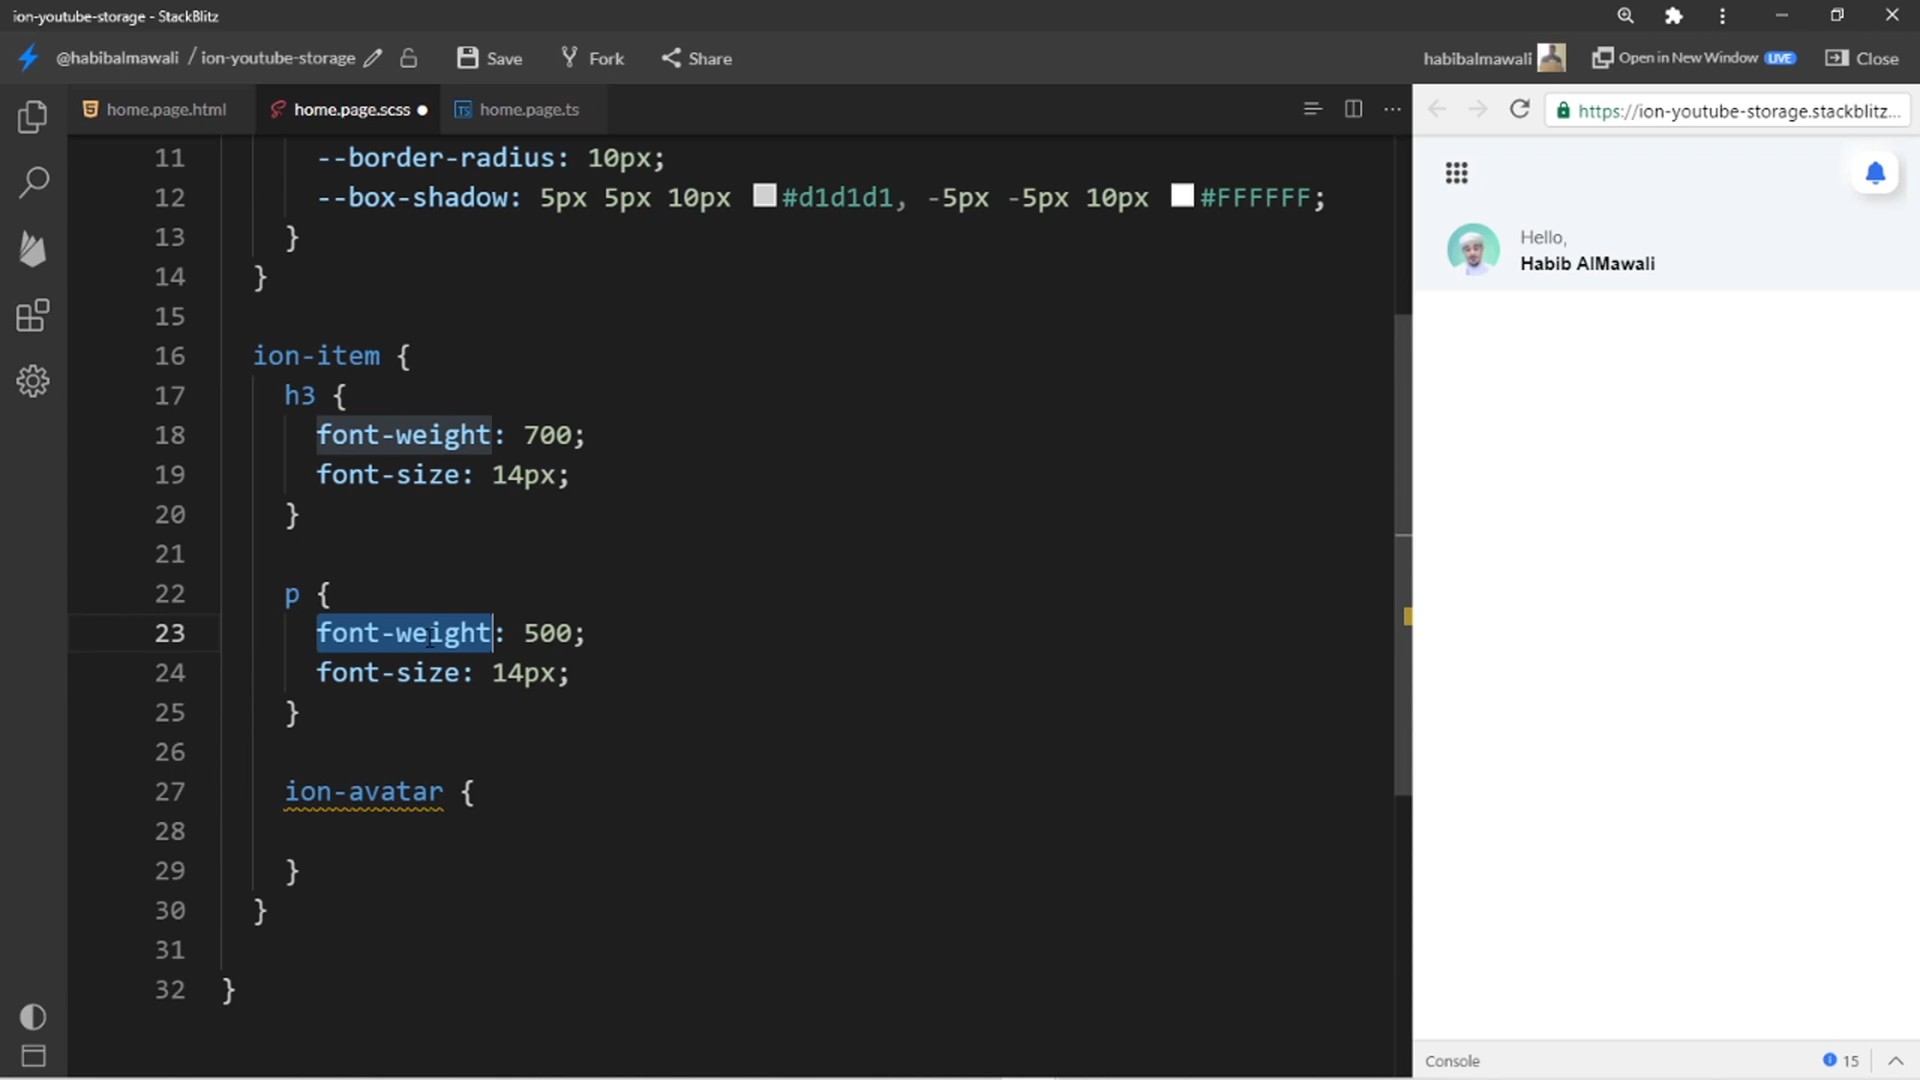 ion-youtube-storage - StackBlitz
@habibalmawali / ion-youtube-storage Save Fork Share habibalmawali Open in New Window LIVE Close
home.page.html home.page.scss home.page.ts https://ion-youtube-storage.stackblitz...
11 --border-radius: 10px;
12 --box-shadow: 5px 5px 10px #d1d1d1, -5px -5px 10px #FFFFFF;
13 }
14 }
15
16 ion-item {
17 h3 {
18 font-weight: 700;
19 font-size: 14px;
20 }
21
22 p {
23 font-weight: 500;
24 font-size: 14px;
25 }
26
27 ion-avatar {
28
29 }
30 }
31
32 }
Hello,
Habib AlMawali
Console 15